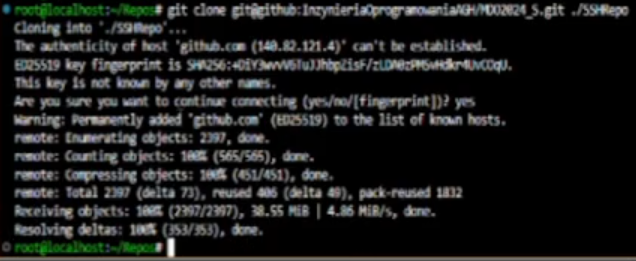 root@localhost:~/Repos# git clone git@github:InzynieriaOprogramowaniaAGH/MDO2024_S.git ./SSHRepo
Cloning into './SSHRepo'...
The authenticity of host 'github.com (140.82.121.4)' can't be established.
ED25519 key fingerprint is SHA256:+DiY3wvvV6TuJJhbpZisF/zLDA0zPMSvHdkr4UvCOqU.
This key is not known by any other names.
Are you sure you want to continue connecting (yes/no/[fingerprint])? yes
Warning: Permanently added 'github.com' (ED25519) to the list of known hosts.
remote: Enumerating objects: 2397, done.
remote: Counting objects: 100% (565/565), done.
remote: Compressing objects: 100% (451/451), done.
remote: Total 2397 (delta 73), reused 406 (delta 49), pack-reused 1832
Receiving objects: 100% (2397/2397), 38.55 MiB | 4.86 MiB/s, done.
Resolving deltas: 100% (353/353), done.
root@localhost:~/Repos#